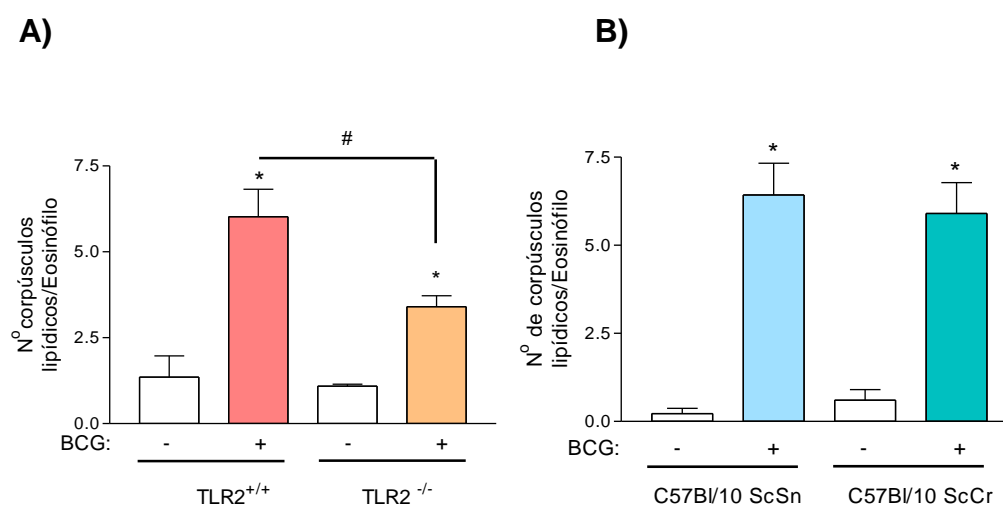 A)
B)
#
*
*
Nº corpúsculos
lipídicos/Eosinófilo
7.5
5.0
2.5
0.0
BCG:
-
+
-
+
TLR2+/+
TLR2 -/-
*
*
Nº de corpúsculos
lipídicos/Eosinófilo
7.5
5.0
2.5
0.0
BCG:
-
+
-
+
C57Bl/10 ScSn
C57Bl/10 ScCr